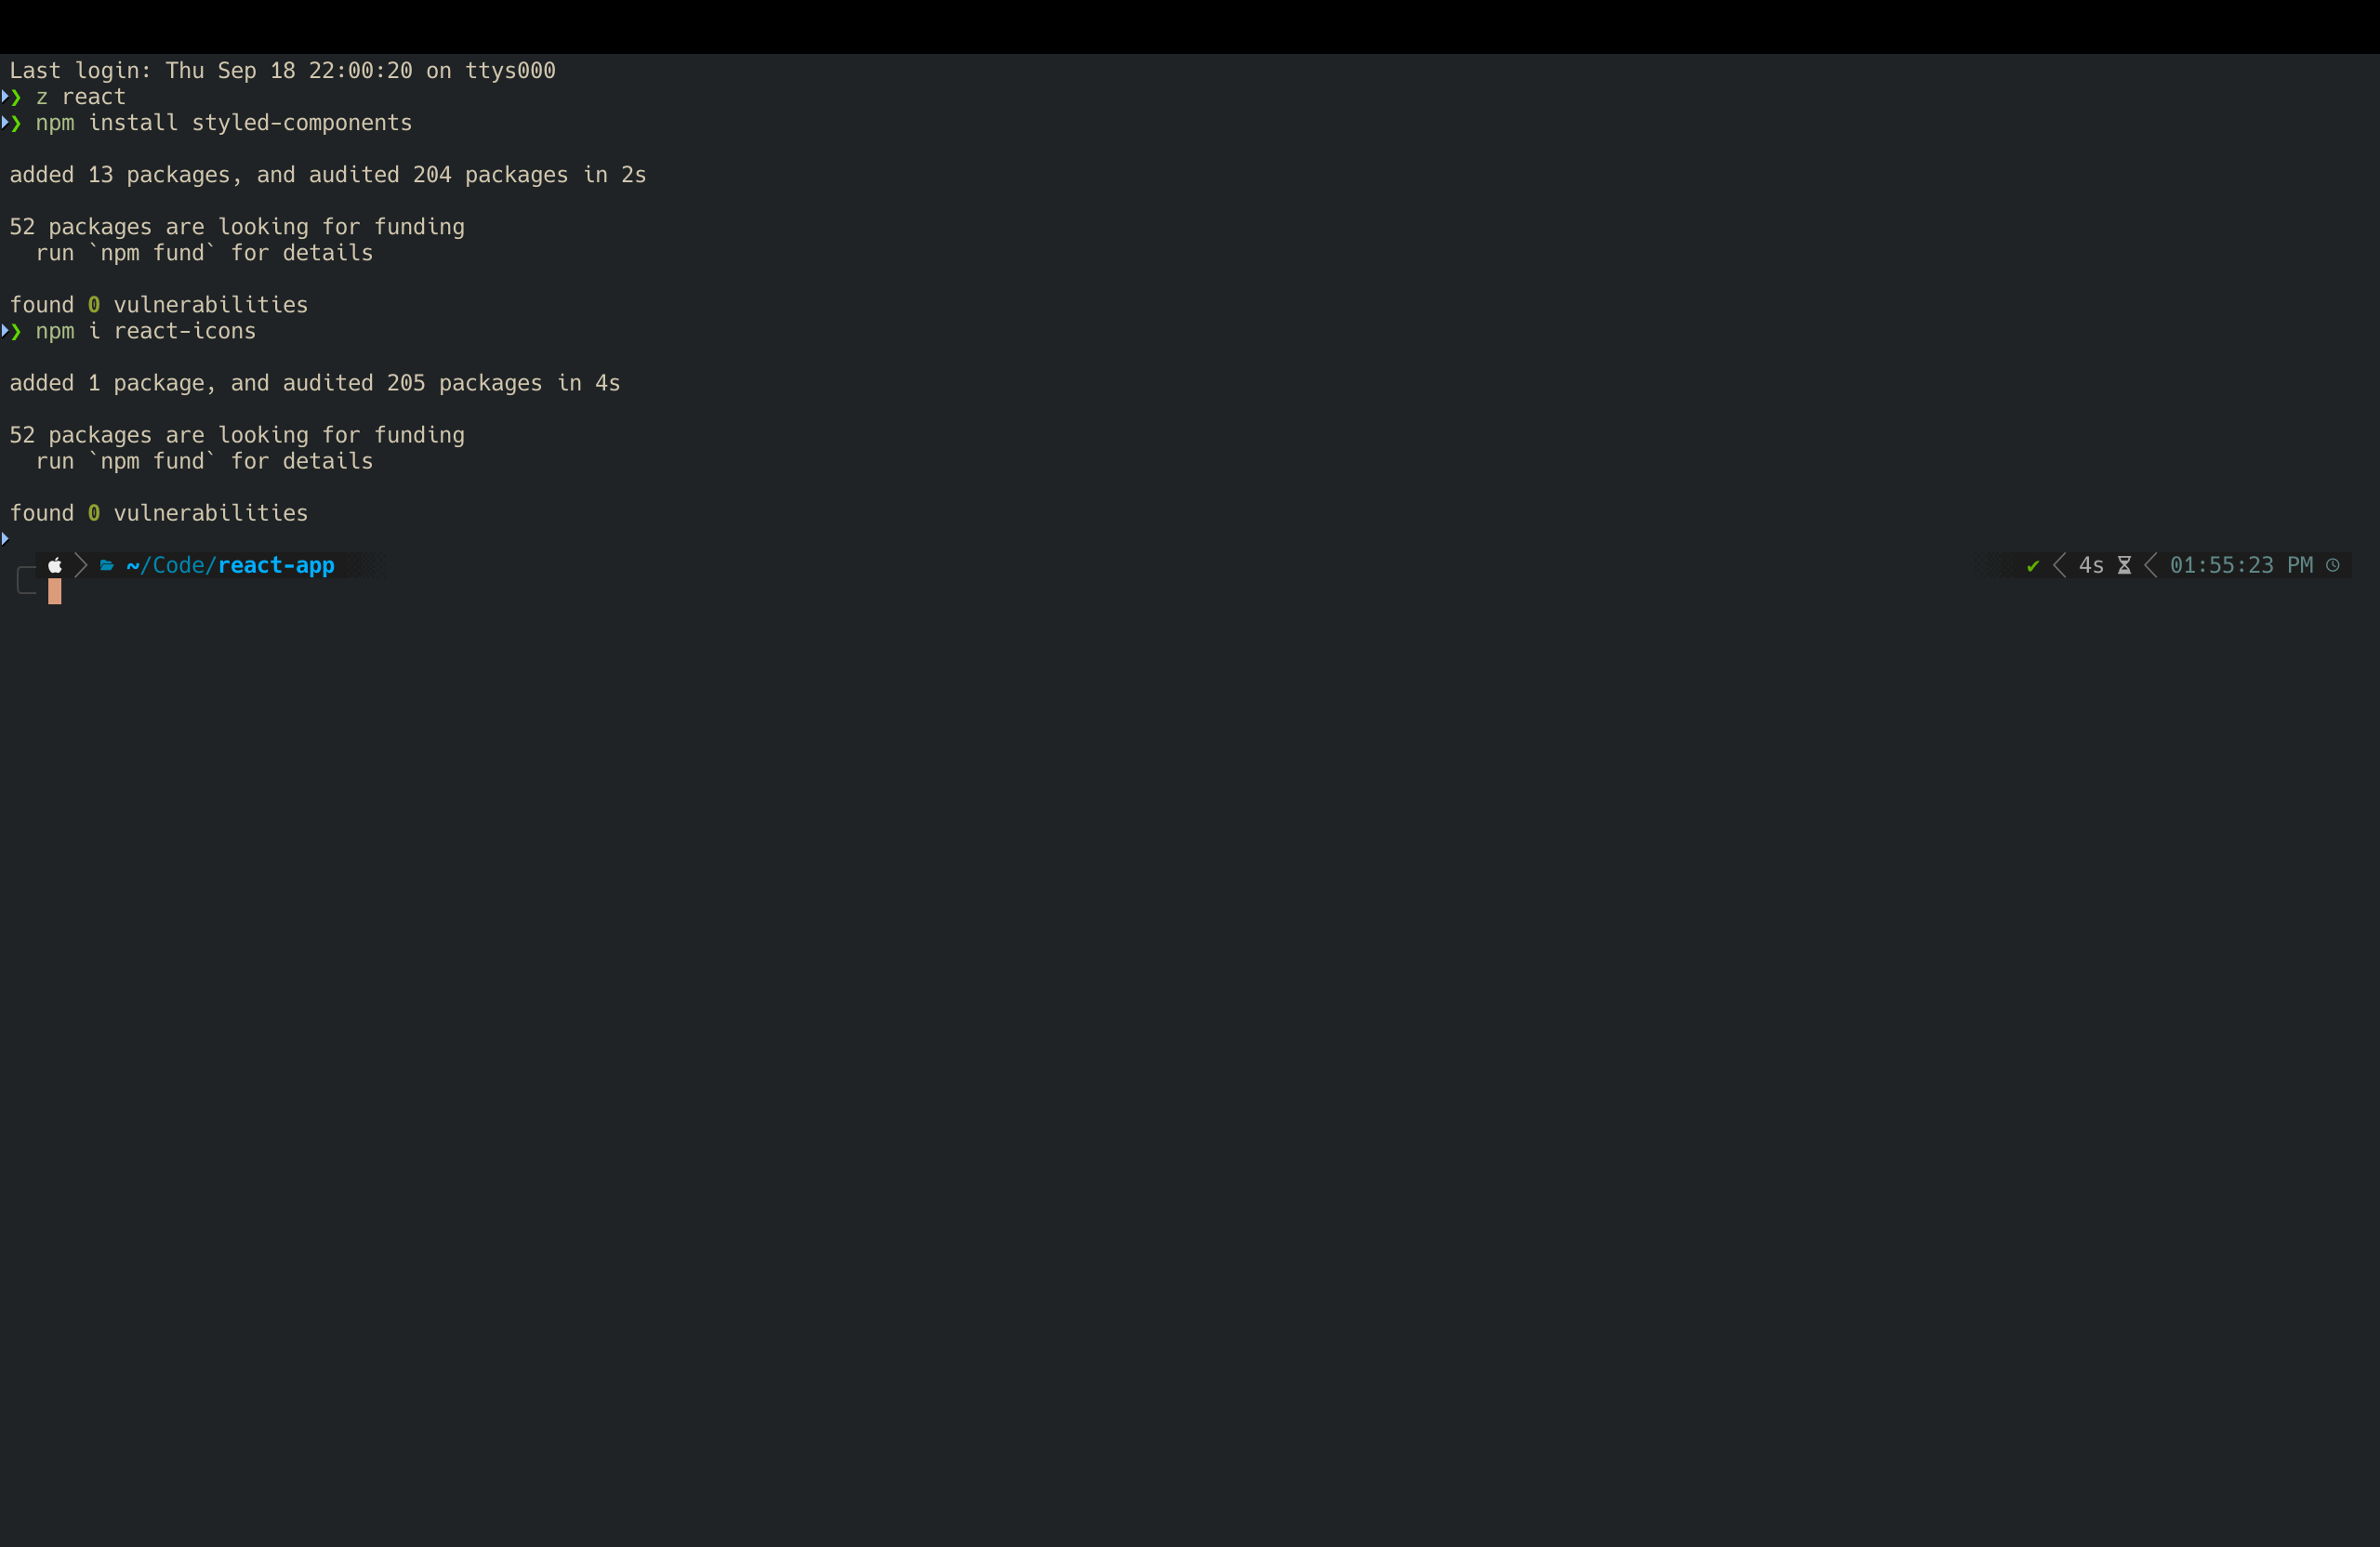 Last login: Thu Sep 18 22:00:20 on ttys000
❯ z react
❯ npm install styled-components
added 13 packages, and audited 204 packages in 2s
52 packages are looking for funding
  run `npm fund` for details
found 0 vulnerabilities
❯ npm i react-icons
added 1 package, and audited 205 packages in 4s
52 packages are looking for funding
  run `npm fund` for details
found 0 vulnerabilities
~/Code/react-app ✔ 4s 01:55:23 PM